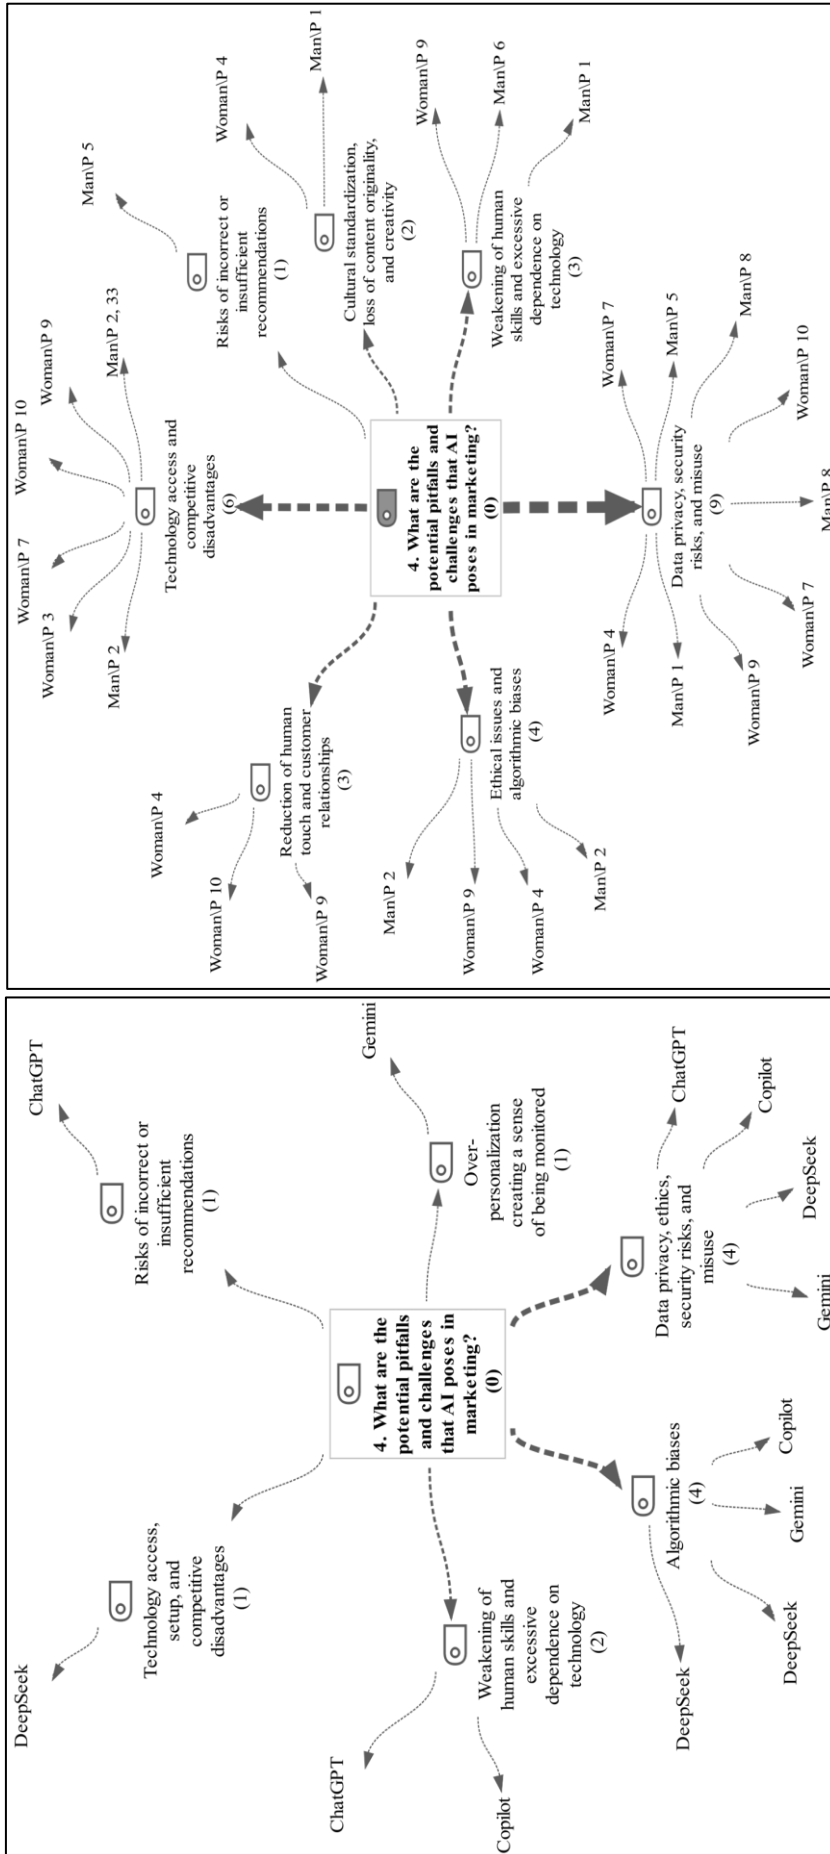 DeepSeek
ChatGPT
Technology access,
setup, and
competitive
disadvantages
(1)
Risks of incorrect or
insufficient
recommendations
(1)
4. What are the
potential pitfalls
and challenges
that AI poses in
marketing?
(0)
Gemini
Over-
personalization
creating a sense
of being monitored
(1)
ChatGPT
Copilot
Weakening of
human skills and
excessive
dependence on
technology
(2)
Algorithmic biases
(4)
DeepSeek
DeepSeek
Gemini
Copilot
Data privacy, ethics,
security risks, and
misuse
(4)
Gemini
DeepSeek
Copilot
ChatGPT
Man\P 2
Woman\P 3
Woman\P 7
Woman\P 10
Woman\P 9
Man\P 2, 33
Technology access and
competitive
disadvantages
(6)
Man\P 5
Risks of incorrect or
insufficient
recommendations
(1)
Woman\P 4
Man\P 1
Cultural standardization,
loss of content originality,
and creativity
(2)
Woman\P 4
Woman\P 10
Woman\P 9
Reduction of human
touch and customer
relationships
(3)
4. What are the
potential pitfalls and
challenges that AI
poses in marketing?
(0)
Woman\P 9
Man\P 6
Man\P 1
Weakening of human
skills and excessive
dependence on
technology
(3)
Man\P 2
Woman\P 9
Woman\P 4
Man\P 2
Ethical issues and
algorithmic biases
(4)
Woman\P 4
Man\P 1
Woman\P 9
Woman\P 7
Man\P 8
Woman\P 10
Man\P 8
Man\P 5
Woman\P 7
Data privacy, security
risks, and misuse
(9)